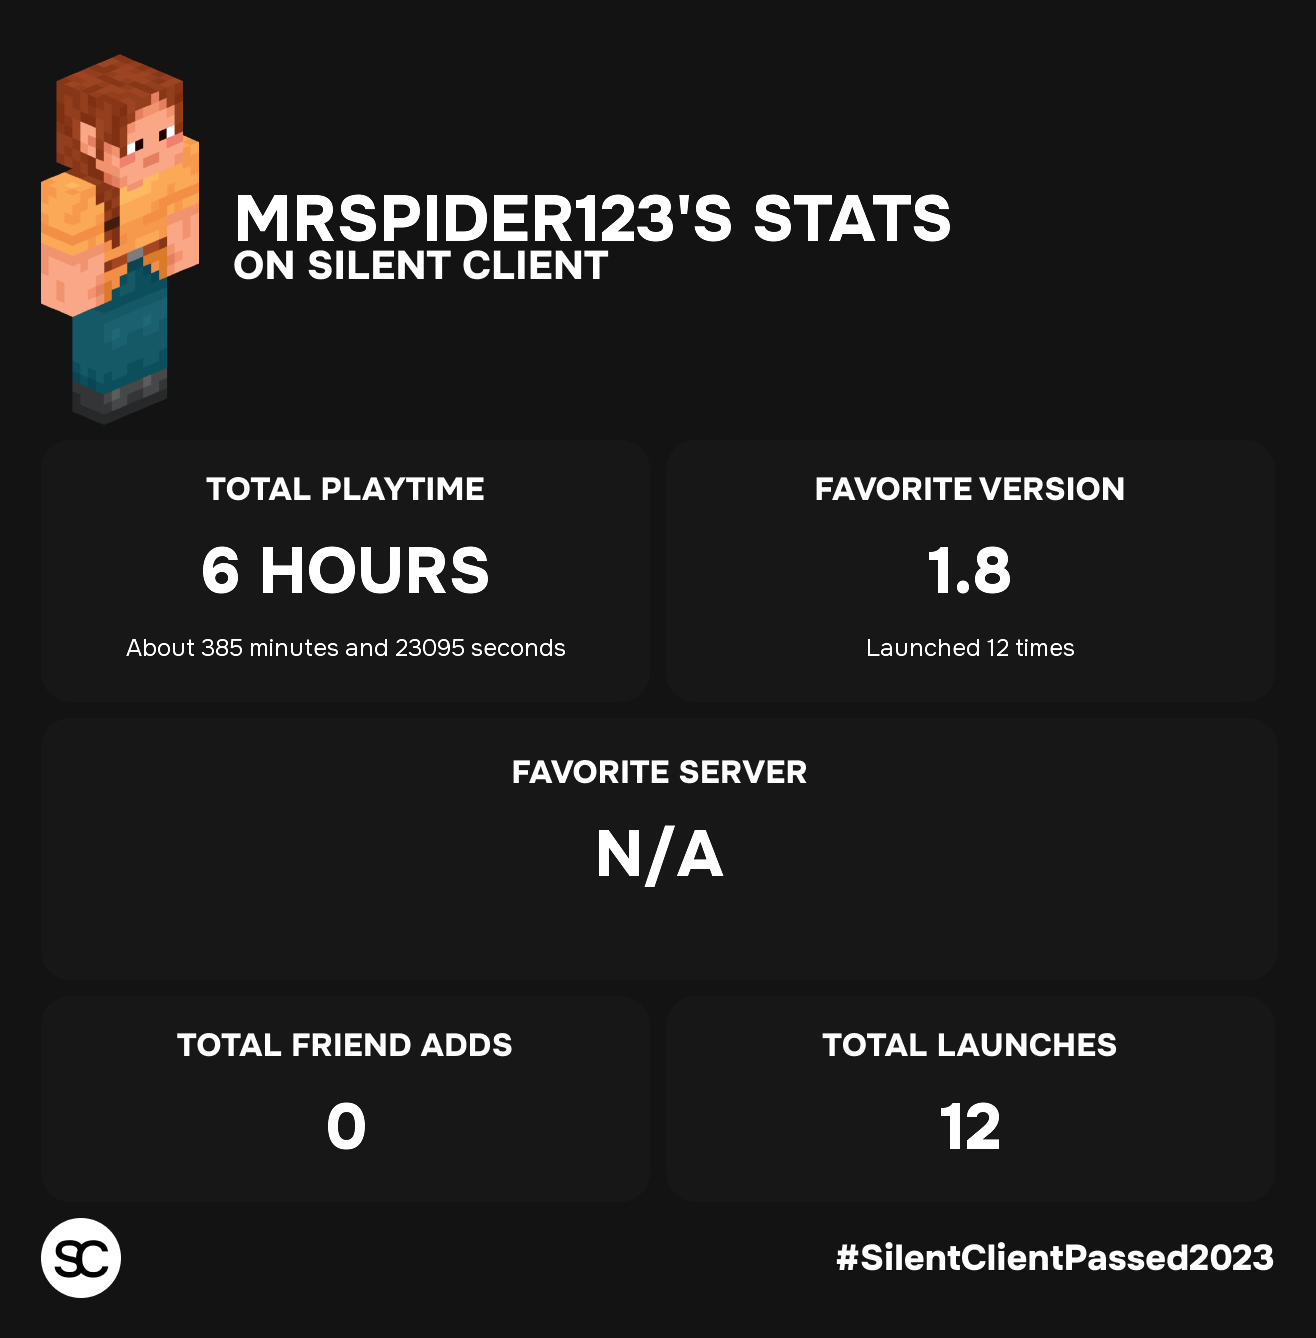 MRSPIDER123'S STATS
ON SILENT CLIENT
TOTAL PLAYTIME
6 HOURS
About 385 minutes and 23095 seconds
FAVORITE VERSION
1.8
Launched 12 times
FAVORITE SERVER
N/A
TOTAL FRIEND ADDS
0
TOTAL LAUNCHES
12
SC
#SilentClientPassed2023